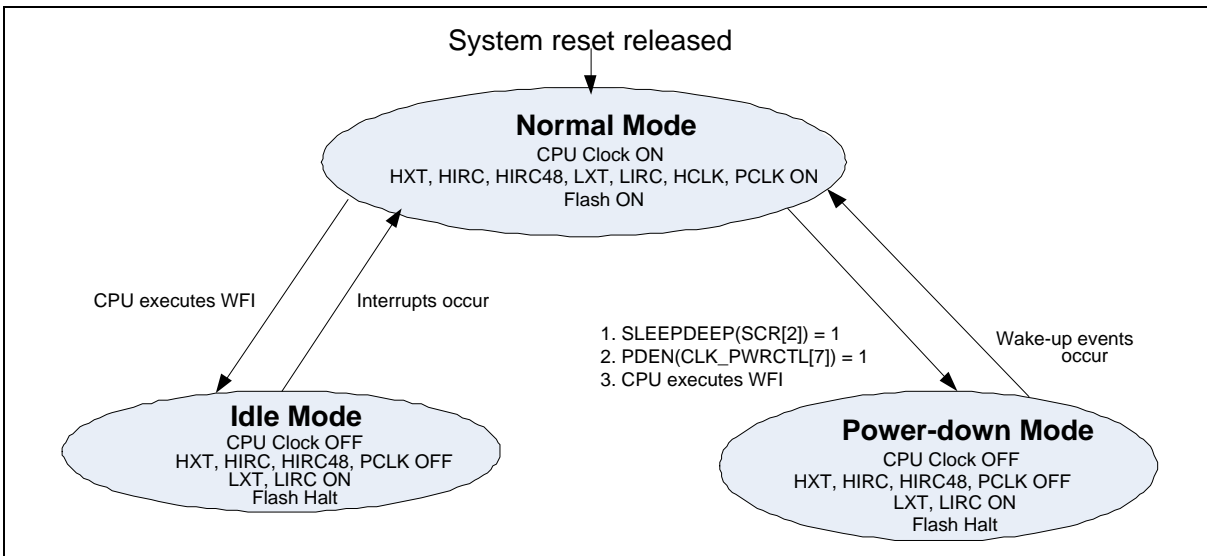 System reset released
Normal Mode
CPU Clock ON
HXT, HIRC, HIRC48, LXT, LIRC, HCLK, PCLK ON
Flash ON
CPU executes WFI
Interrupts occur
1. SLEEPDEEP(SCR[2]) = 1
2. PDEN(CLK_PWRCTL[7]) = 1
3. CPU executes WFI
Wake-up events
occur
Idle Mode
CPU Clock OFF
HXT, HIRC, HIRC48, PCLK OFF
LXT, LIRC ON
Flash Halt
Power-down Mode
CPU Clock OFF
HXT, HIRC, HIRC48, PCLK OFF
LXT, LIRC ON
Flash Halt